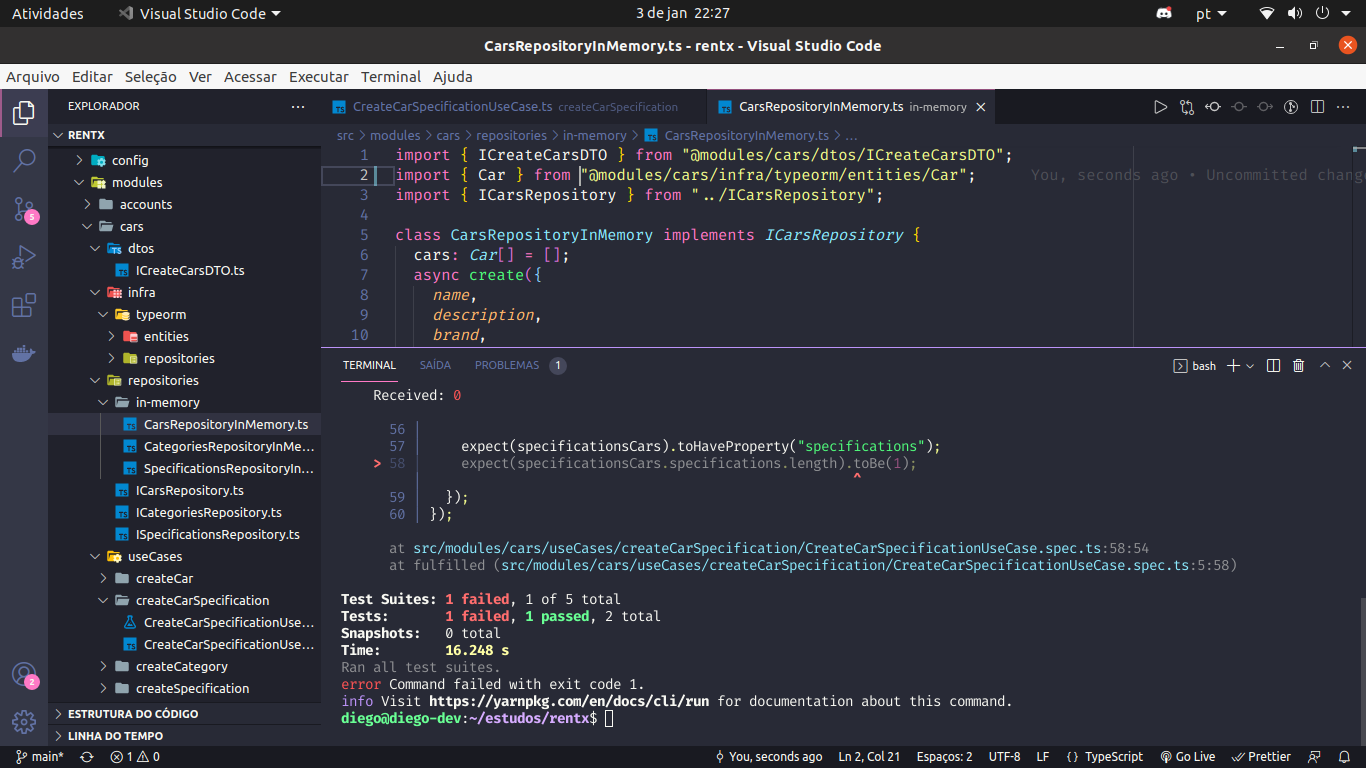 Atividades
Visual Studio Code
3 de jan 22:27
pt
CarsRepositoryInMemory.ts - rentx - Visual Studio Code
Arquivo Editar Seleção Ver Acessar Executar Terminal Ajuda
EXPLORADOR
RENTX
config
modules
accounts
cars
dtos
ICreateCarsDTO.ts
infra
typeorm
entities
repositories
repositories
in-memory
CarsRepositoryInMemory.ts
CategoriesRepositoryInMe...
SpecificationsRepositoryIn...
ICarsRepository.ts
ICategoriesRepository.ts
ISpecificationsRepository.ts
useCases
createCar
createCarSpecification
CreateCarSpecificationUse...
CreateCarSpecificationUse...
createCategory
createSpecification
ESTRUTURA DO CÓDIGO
LINHA DO TEMPO
5
2
CreateCarSpecificationUseCase.ts createCarSpecification
CarsRepositoryInMemory.ts in-memory
src > modules > cars > repositories > in-memory > CarsRepositoryInMemory.ts > ...
1 import { ICreateCarsDTO } from "@modules/cars/dtos/ICreateCarsDTO";
2 import { Car } from "@modules/cars/infra/typeorm/entities/Car"; You, seconds ago • Uncommitted change
3 import { ICarsRepository } from "../ICarsRepository";
4
5 class CarsRepositoryInMemory implements ICarsRepository {
6 cars: Car[] = [];
7 async create({
8 name,
9 description,
10 brand,
TERMINAL SAÍDA PROBLEMAS 1
bash
Received: 0
56 |
57 | expect(specificationsCars).toHaveProperty("specifications");
> 58 | expect(specificationsCars.specifications.length).toBe(1);
| ^
59 | });
60 | });
at src/modules/cars/useCases/createCarSpecification/CreateCarSpecificationUseCase.spec.ts:58:54
at fulfilled (src/modules/cars/useCases/createCarSpecification/CreateCarSpecificationUseCase.spec.ts:5:58)
Test Suites: 1 failed, 1 of 5 total
Tests: 1 failed, 1 passed, 2 total
Snapshots: 0 total
Time: 16.248 s
Ran all test suites.
error Command failed with exit code 1.
info Visit https://yarnpkg.com/en/docs/cli/run for documentation about this command.
diego@diego-dev:~/estudos/rentx$
main* 1 0 You, seconds ago Ln 2, Col 21 Espaços: 2 UTF-8 LF { } TypeScript Go Live Prettier